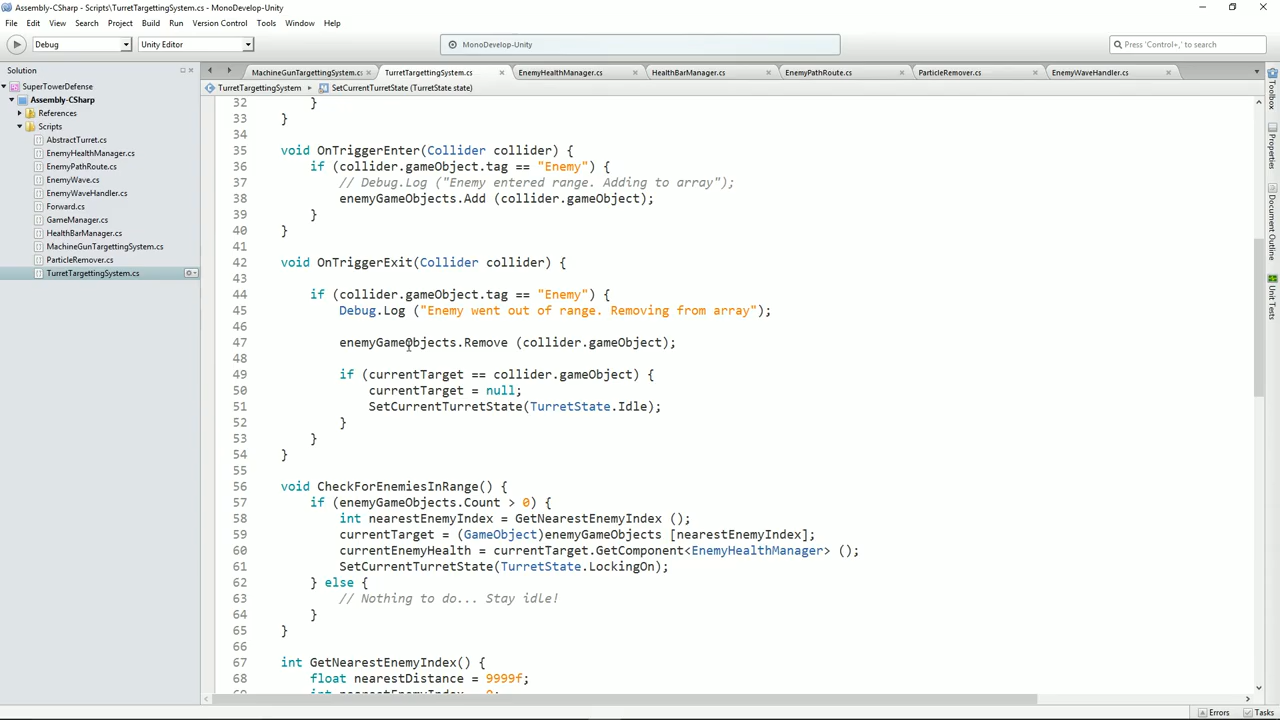 Assembly-CSharp - Scripts\TurretTargettingSystem.cs - MonoDevelop-Unity
File Edit View Search Project Build Run Version Control Tools Window Help
Debug Unity Editor MonoDevelop-Unity Press 'Control+,' to search
Solution
MachineGunTargettingSystem.cs TurretTargettingSystem.cs EnemyHealthManager.cs HealthBarManager.cs EnemyPathRoute.cs ParticleRemover.cs EnemyWaveHandler.cs
TurretTargettingSystem SetCurrentTurretState (TurretState state)
SuperTowerDefense
Assembly-CSharp
References
Scripts
AbstractTurret.cs
EnemyHealthManager.cs
EnemyPathRoute.cs
EnemyWave.cs
EnemyWaveHandler.cs
Forward.cs
GameManager.cs
HealthBarManager.cs
MachineGunTargettingSystem.cs
ParticleRemover.cs
TurretTargettingSystem.cs
32 }
33 }
34
35 void OnTriggerEnter(Collider collider) {
36 if (collider.gameObject.tag == "Enemy") {
37 // Debug.Log ("Enemy entered range. Adding to array");
38 enemyGameObjects.Add (collider.gameObject);
39 }
40 }
41
42 void OnTriggerExit(Collider collider) {
43
44 if (collider.gameObject.tag == "Enemy") {
45 Debug.Log ("Enemy went out of range. Removing from array");
46
47 enemyGameObjects.Remove (collider.gameObject);
48
49 if (currentTarget == collider.gameObject) {
50 currentTarget = null;
51 SetCurrentTurretState(TurretState.Idle);
52 }
53 }
54 }
55
56 void CheckForEnemiesInRange() {
57 if (enemyGameObjects.Count > 0) {
58 int nearestEnemyIndex = GetNearestEnemyIndex ();
59 currentTarget = (GameObject)enemyGameObjects [nearestEnemyIndex];
60 currentEnemyHealth = currentTarget.GetComponent<EnemyHealthManager> ();
61 SetCurrentTurretState(TurretState.LockingOn);
62 } else {
63 // Nothing to do... Stay idle!
64 }
65 }
66
67 int GetNearestEnemyIndex() {
68 float nearestDistance = 9999f;
69 int nearestEnemyIndex = 0;
Toolbox
Properties
Document Outline
Unit Tests
Errors Tasks